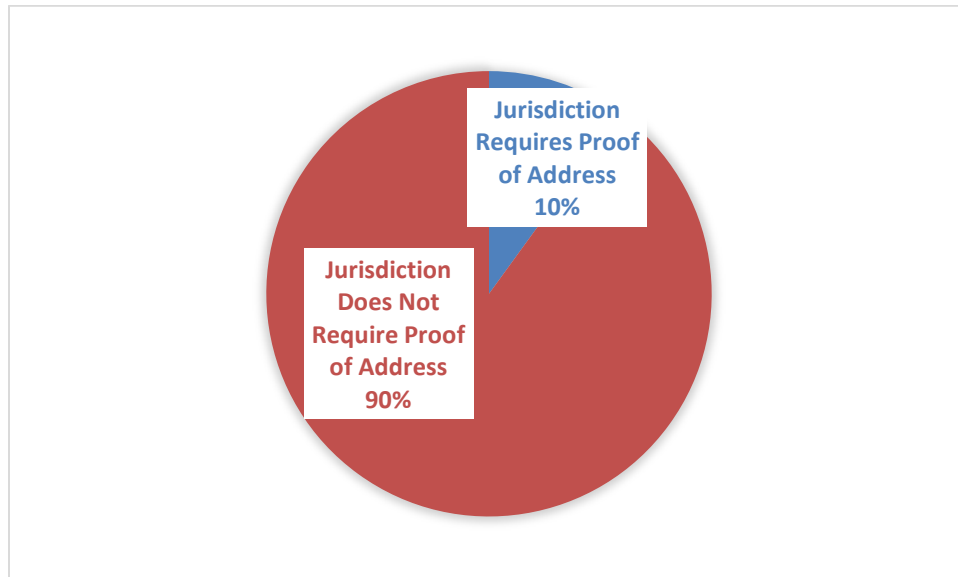 Jurisdiction
Requires Proof
of Address
10%
Jurisdiction
Does Not
Require Proof
of Address
90%